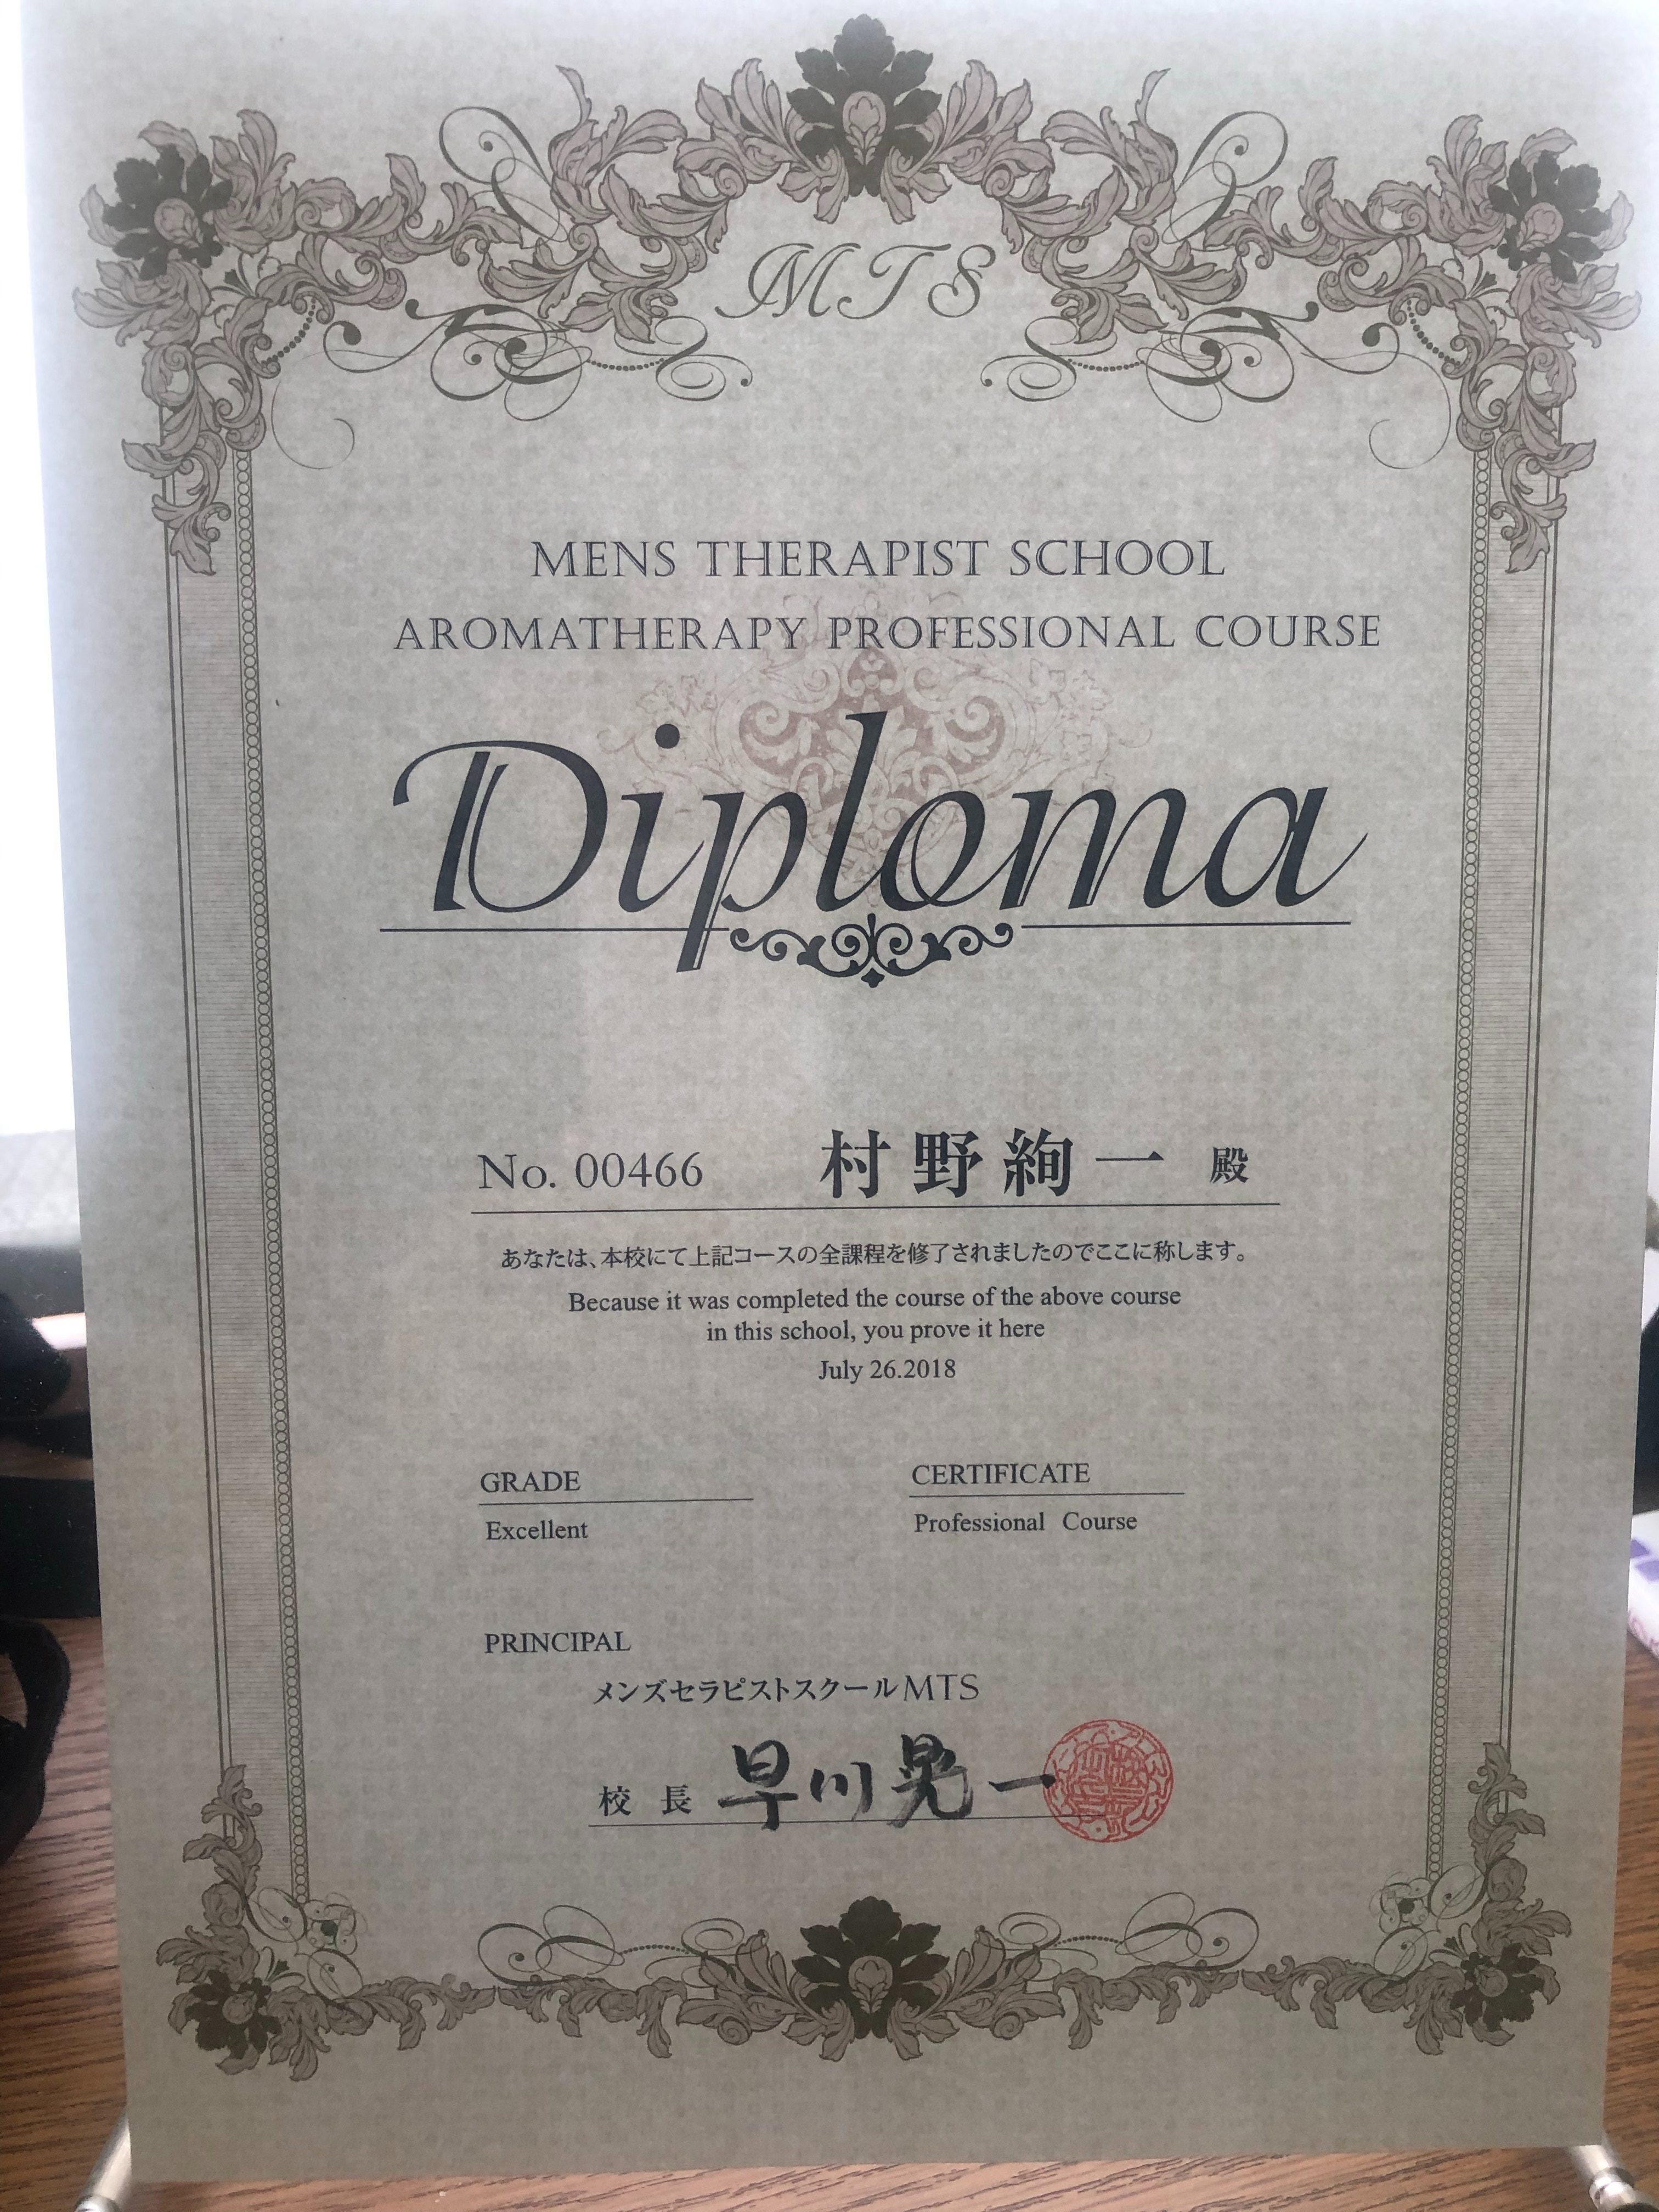 MTS
MENS THERAPIST SCHOOL
AROMATHERAPY PROFESSIONAL COURSE
Diploma
No. 00466 村野絢一 殿
あなたは、本校にて上記コースの全課程を修了されましたのでここに称します。
Because it was completed the course of the above course
in this school, you prove it here
July 26.2018
GRADE CERTIFICATE
Excellent Professional Course
PRINCIPAL
メンズセラピストスクールMTS
校長 早川晃一